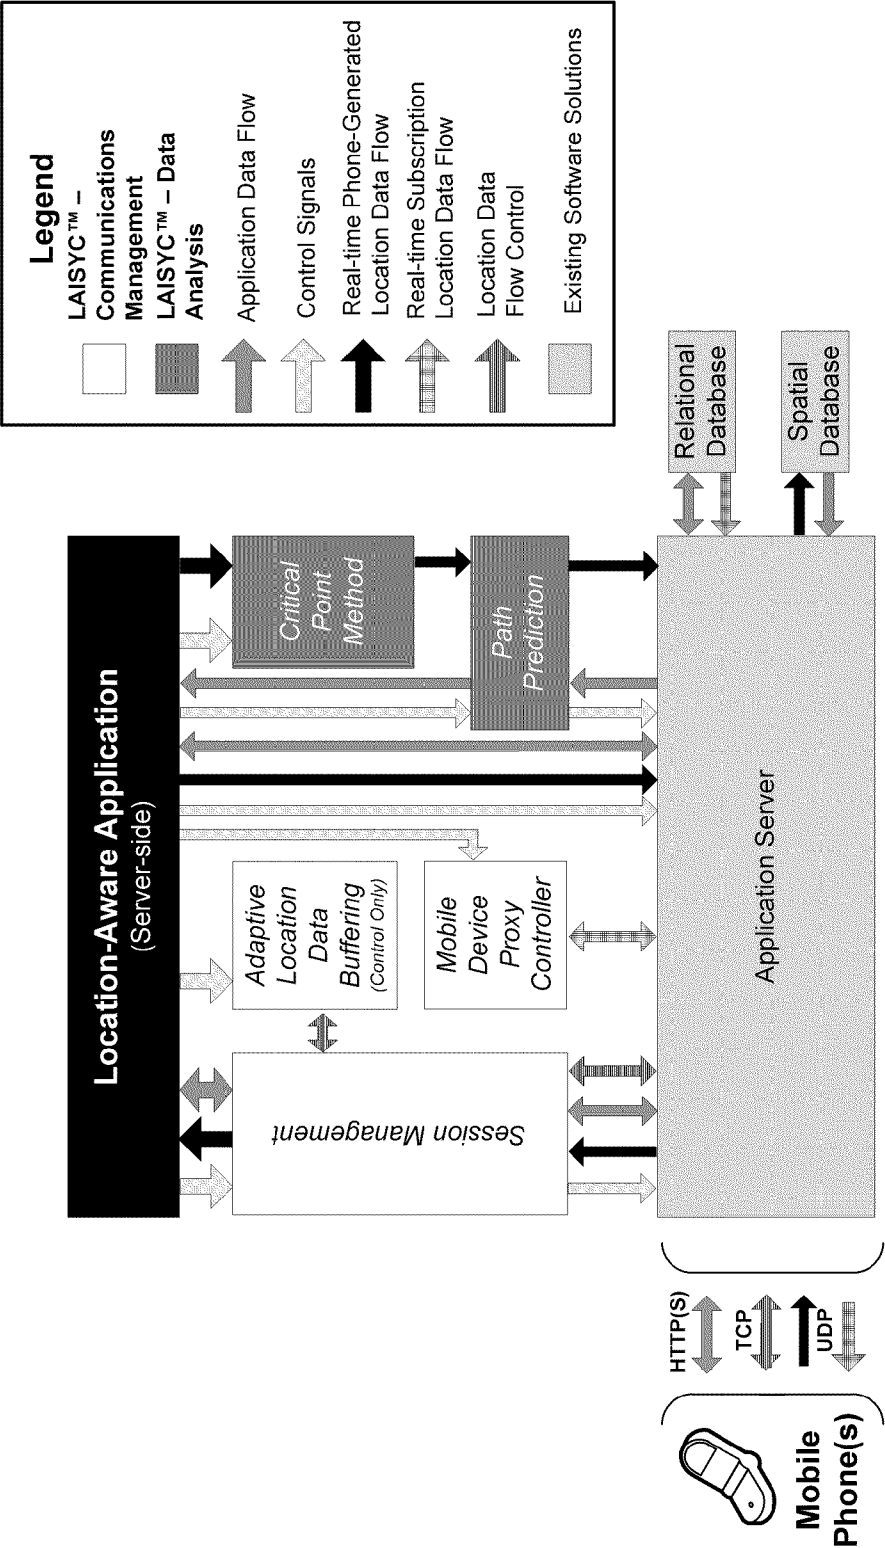 Legend
LAISYC™ –
Communications
Management
LAISYC™ – Data
Analysis
Application Data Flow
Control Signals
Real-time Phone-Generated
Location Data Flow
Real-time Subscription
Location Data Flow
Location Data
Flow Control
Existing Software Solutions
Location-Aware Application
(Server-side)
Session Management
Adaptive
Location
Data
Buffering
(Control Only)
Mobile
Device
Proxy
Controller
Critical
Point
Method
Path
Prediction
Application Server
Relational
Database
Spatial
Database
HTTP(S)
TCP
UDP
Mobile
Phone(s)